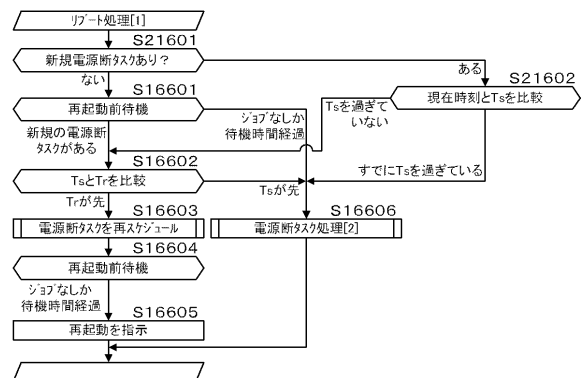 リブート処理[1]
S21601
新規電源断タスクあり？
ある
ない
S21602
現在時刻とTsを比較
S16601
再起動前待機
Tsを過ぎて
いない
ジョブなしか
待機時間経過
新規の電源断
タスクがある
S16602
TsとTrを比較
すでにTsを過ぎている
Tsが先
Trが先
S16603
電源断タスクを再スケジュール
S16606
電源断タスク処理[2]
S16604
再起動前待機
ジョブなしか
待機時間経過
S16605
再起動を指示